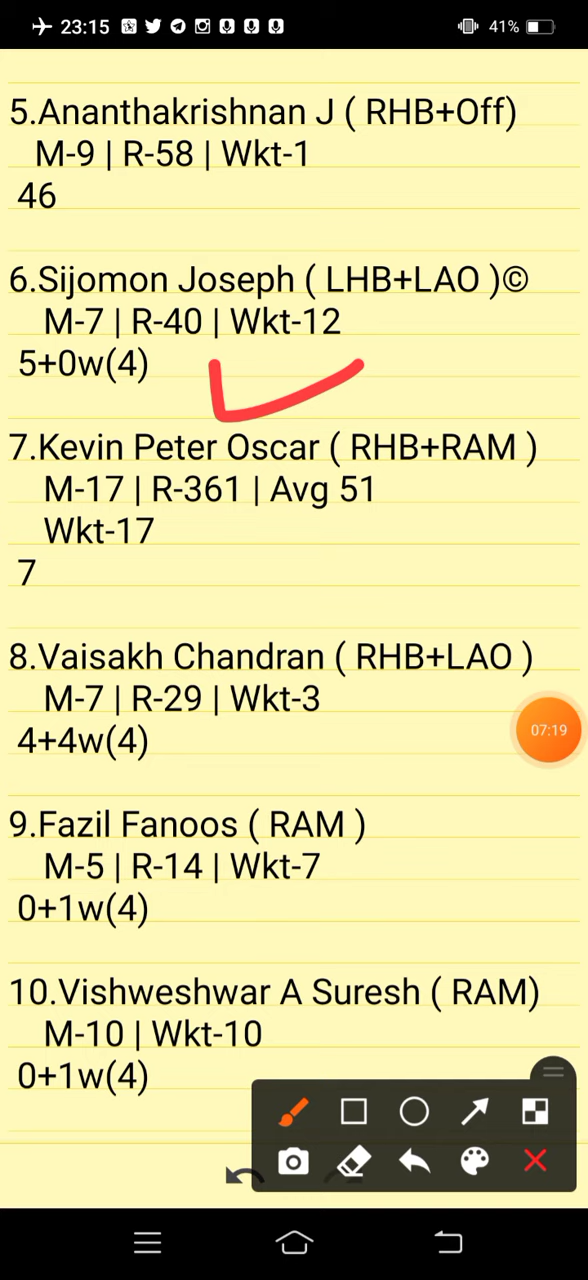 23:15
41%
5.Ananthakrishnan J ( RHB+Off)
M-9 | R-58 | Wkt-1
46
6.Sijomon Joseph ( LHB+LAO )©
M-7 | R-40 | Wkt-12
5+0w(4)
7.Kevin Peter Oscar ( RHB+RAM )
M-17 | R-361 | Avg 51
Wkt-17
7
8.Vaisakh Chandran ( RHB+LAO )
M-7 | R-29 | Wkt-3
07:19
4+4w(4)
9.Fazil Fanoos ( RAM )
M-5 | R-14 | Wkt-7
0+1w(4)
10.Vishweshwar A Suresh ( RAM)
M-10 | Wkt-10
0+1w(4)